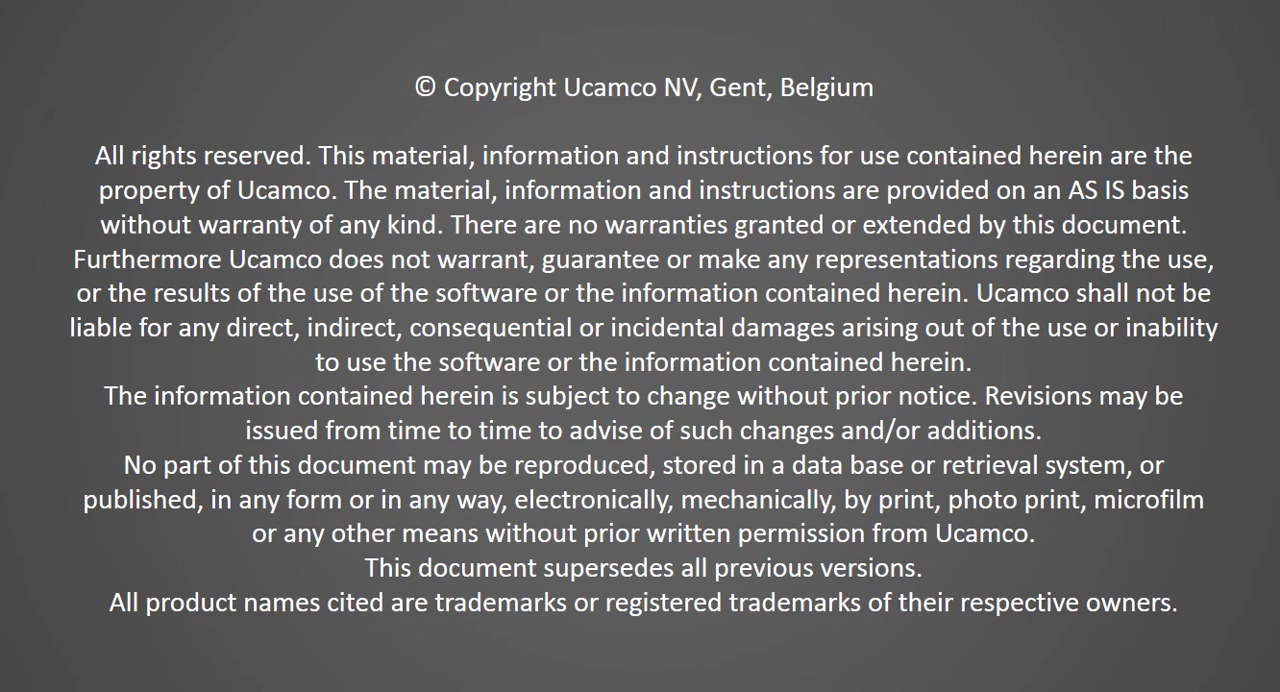 © Copyright Ucamco NV, Gent, Belgium
All rights reserved. This material, information and instructions for use contained herein are the
property of Ucamco. The material, information and instructions are provided on an AS IS basis
without warranty of any kind. There are no warranties granted or extended by this document.
Furthermore Ucamco does not warrant, guarantee or make any representations regarding the use,
or the results of the use of the software or the information contained herein. Ucamco shall not be
liable for any direct, indirect, consequential or incidental damages arising out of the use or inability
to use the software or the information contained herein.
The information contained herein is subject to change without prior notice. Revisions may be
issued from time to time to advise of such changes and/or additions.
No part of this document may be reproduced, stored in a data base or retrieval system, or
published, in any form or in any way, electronically, mechanically, by print, photo print, microfilm
or any other means without prior written permission from Ucamco.
This document supersedes all previous versions.
All product names cited are trademarks or registered trademarks of their respective owners.